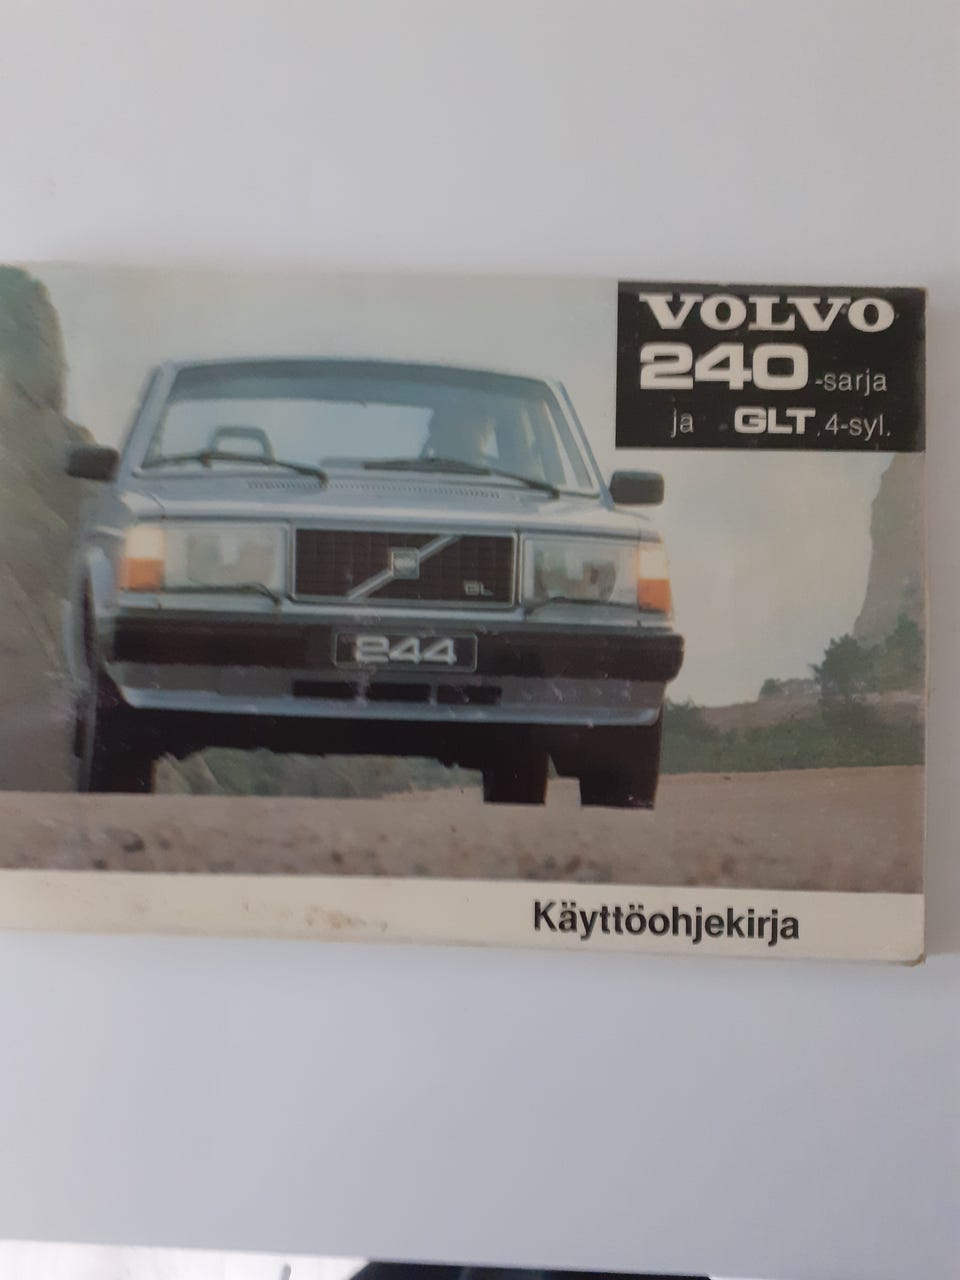 VOLVO
240 -sarja
ja GLT, 4-syl.
GL
244
Käyttöohjekirja